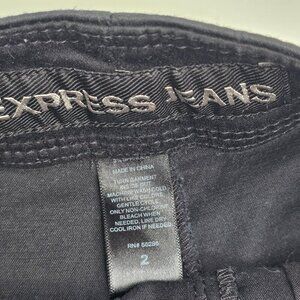 EXPRESS JEANS
MADE IN CHINA
TURN GARMENT
INSIDE OUT
MACHINE WASH COLD
WITH LIKE COLORS
GENTLE CYCLE
ONLY NON-CHLORINE
BLEACH WHEN
NEEDED, LINE DRY
COOL IRON IF NEEDED
RN# 55285
2